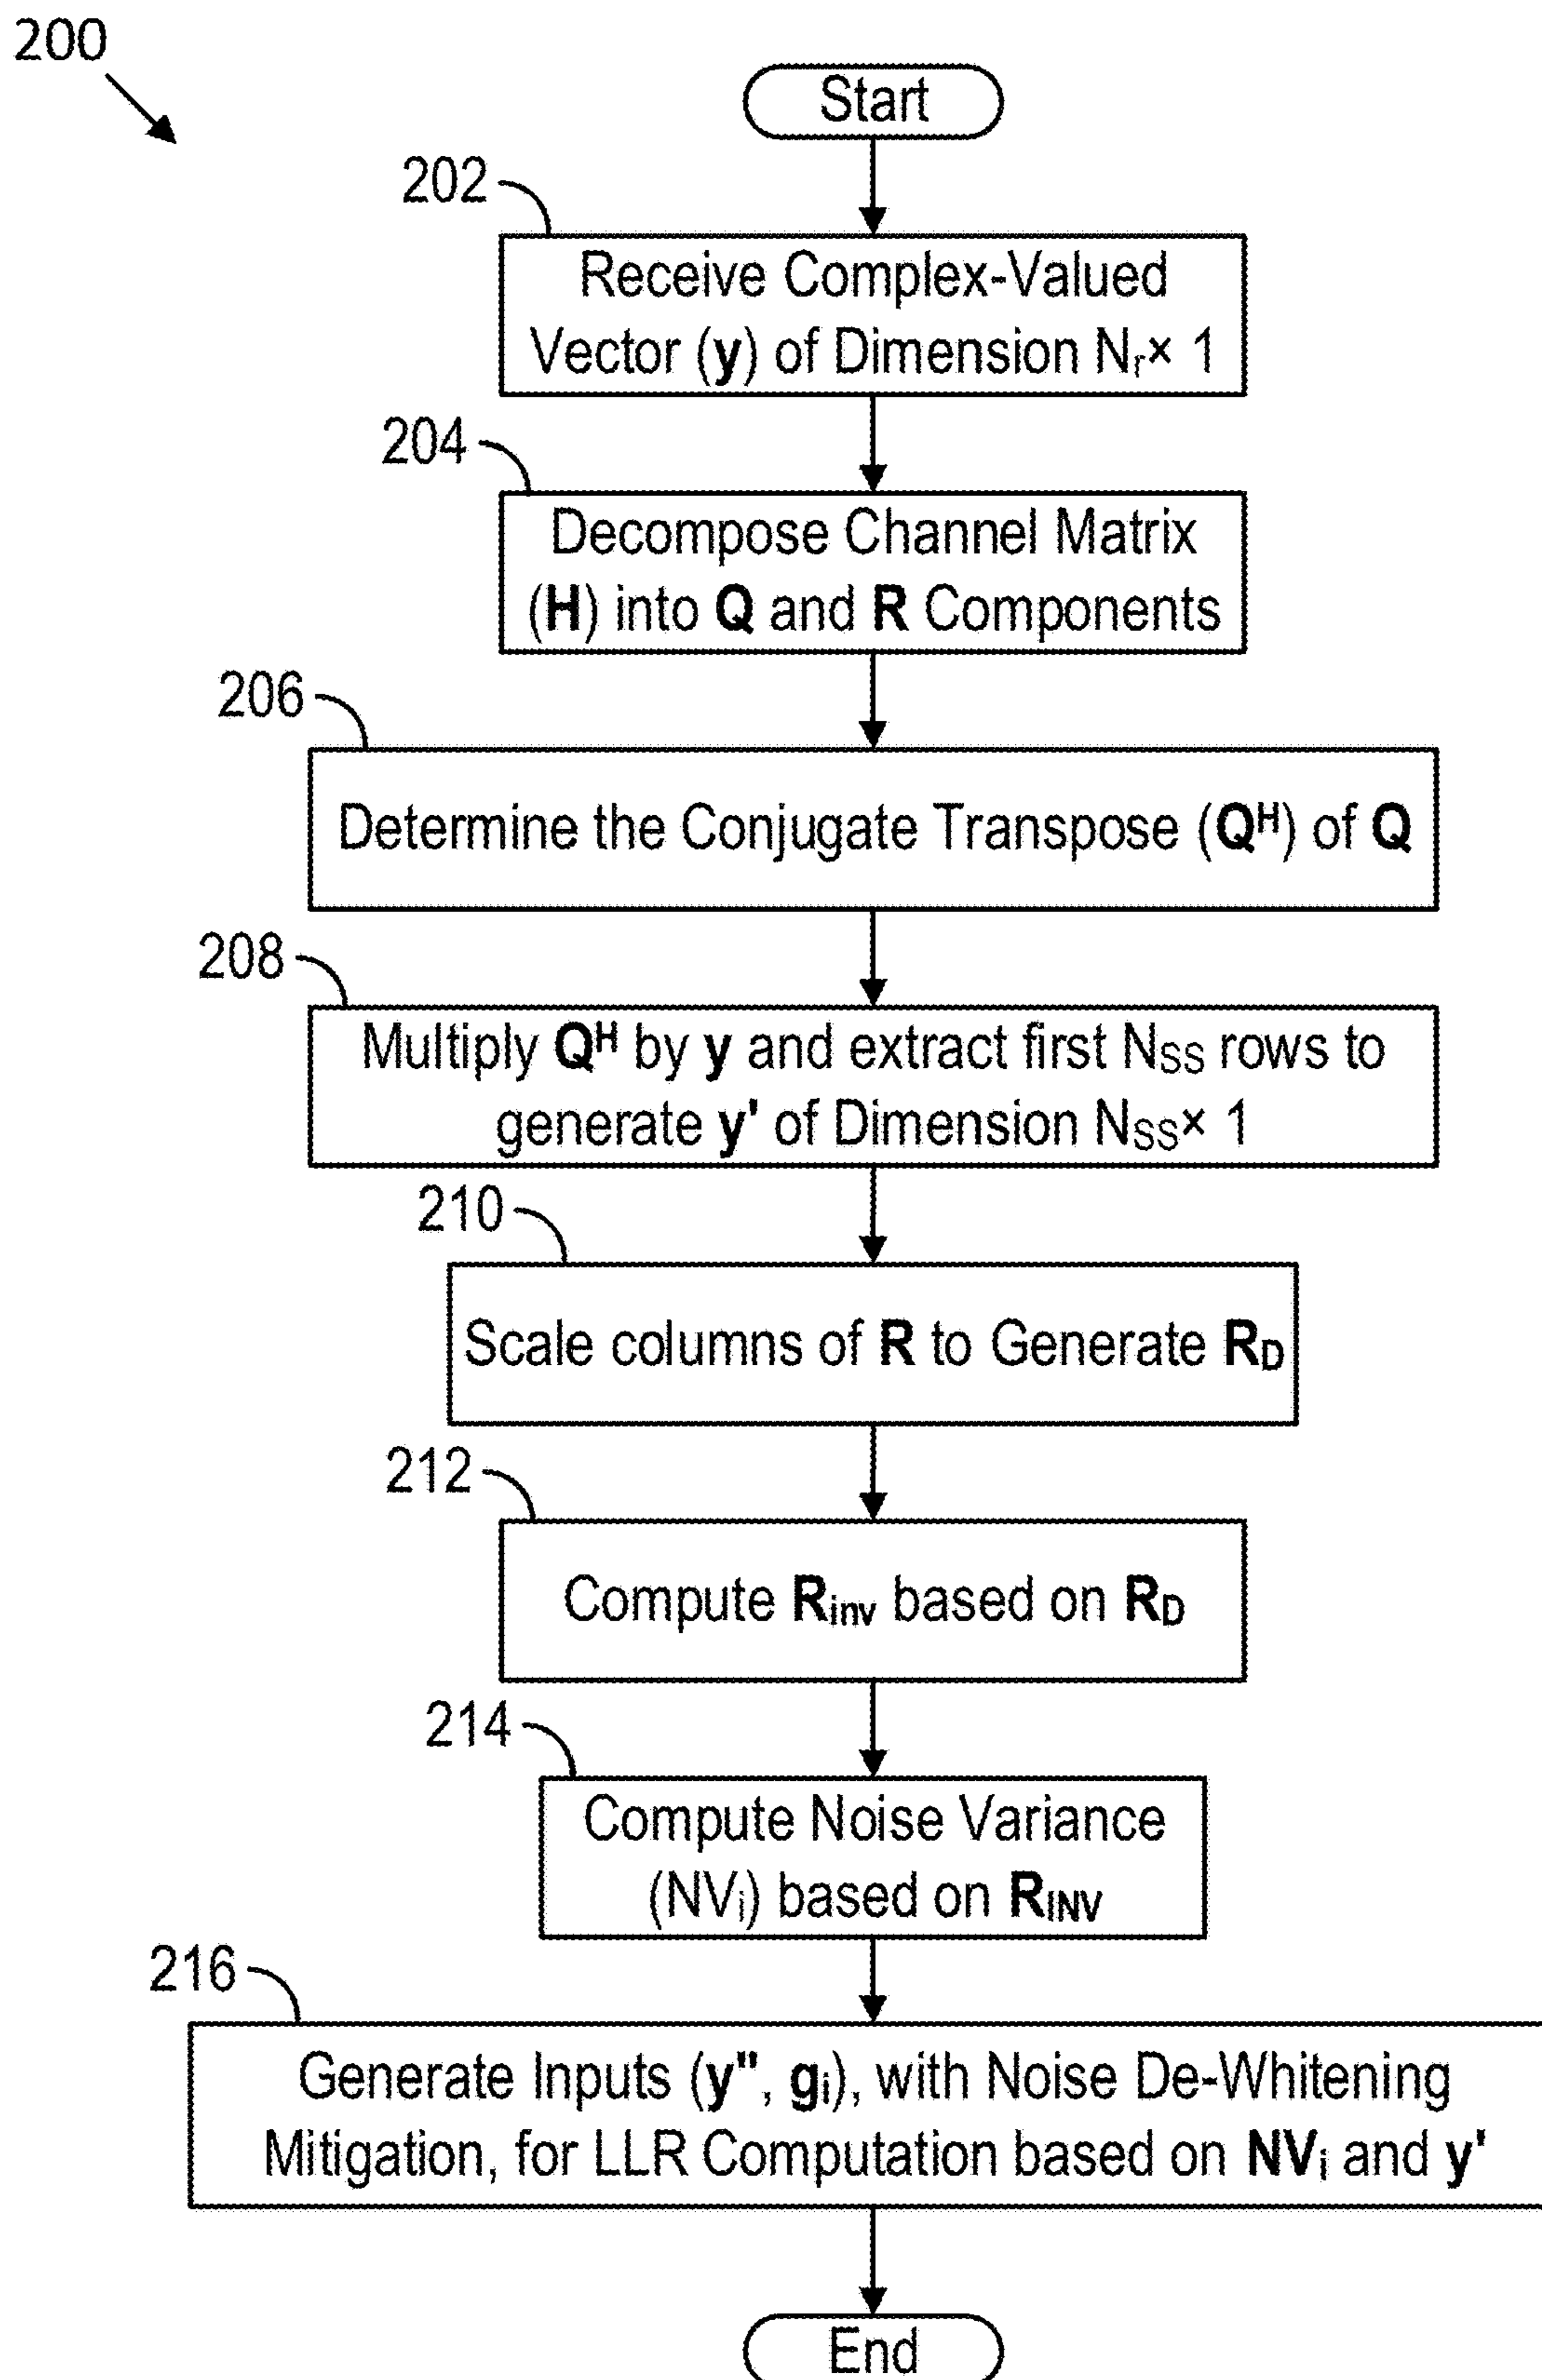 200
Start
202
Receive Complex-Valued
Vector (y) of Dimension Nr× 1
204
Decompose Channel Matrix
(H) into Q and R Components
206
Determine the Conjugate Transpose (Q^H) of Q
208
Multiply Q^H by y and extract first NSS rows to
generate y' of Dimension NSS× 1
210
Scale columns of R to Generate RD
212
Compute Rinv based on RD
214
Compute Noise Variance
(NVi) based on RINV
216
Generate Inputs (y'', gi), with Noise De-Whitening
Mitigation, for LLR Computation based on NVi and y'
End